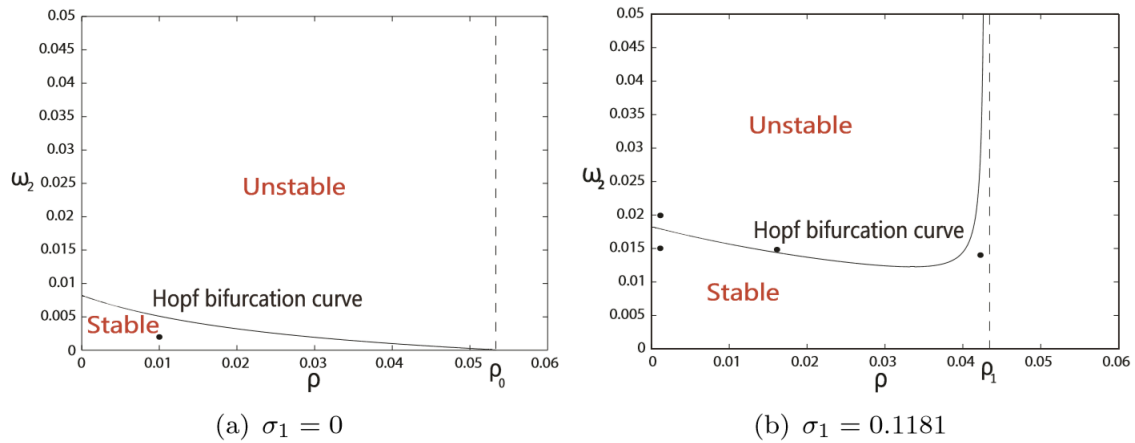 0.05
0.045
0.04
0.035
0.03
ω₂
0.025
0.02
0.015
0.01
0.005
0
Unstable
Hopf bifurcation curve
Stable
0 0.01 0.02 0.03 0.04 0.05 0.06
ρ
ρ₀
(a) σ₁ = 0
0.05
0.045
0.04
0.035
0.03
0.025
ω₂
0.02
0.015
0.01
0.005
0
Unstable
Hopf bifurcation curve
Stable
0 0.01 0.02 0.03 0.04 0.05 0.06
ρ
ρ₁
(b) σ₁ = 0.1181